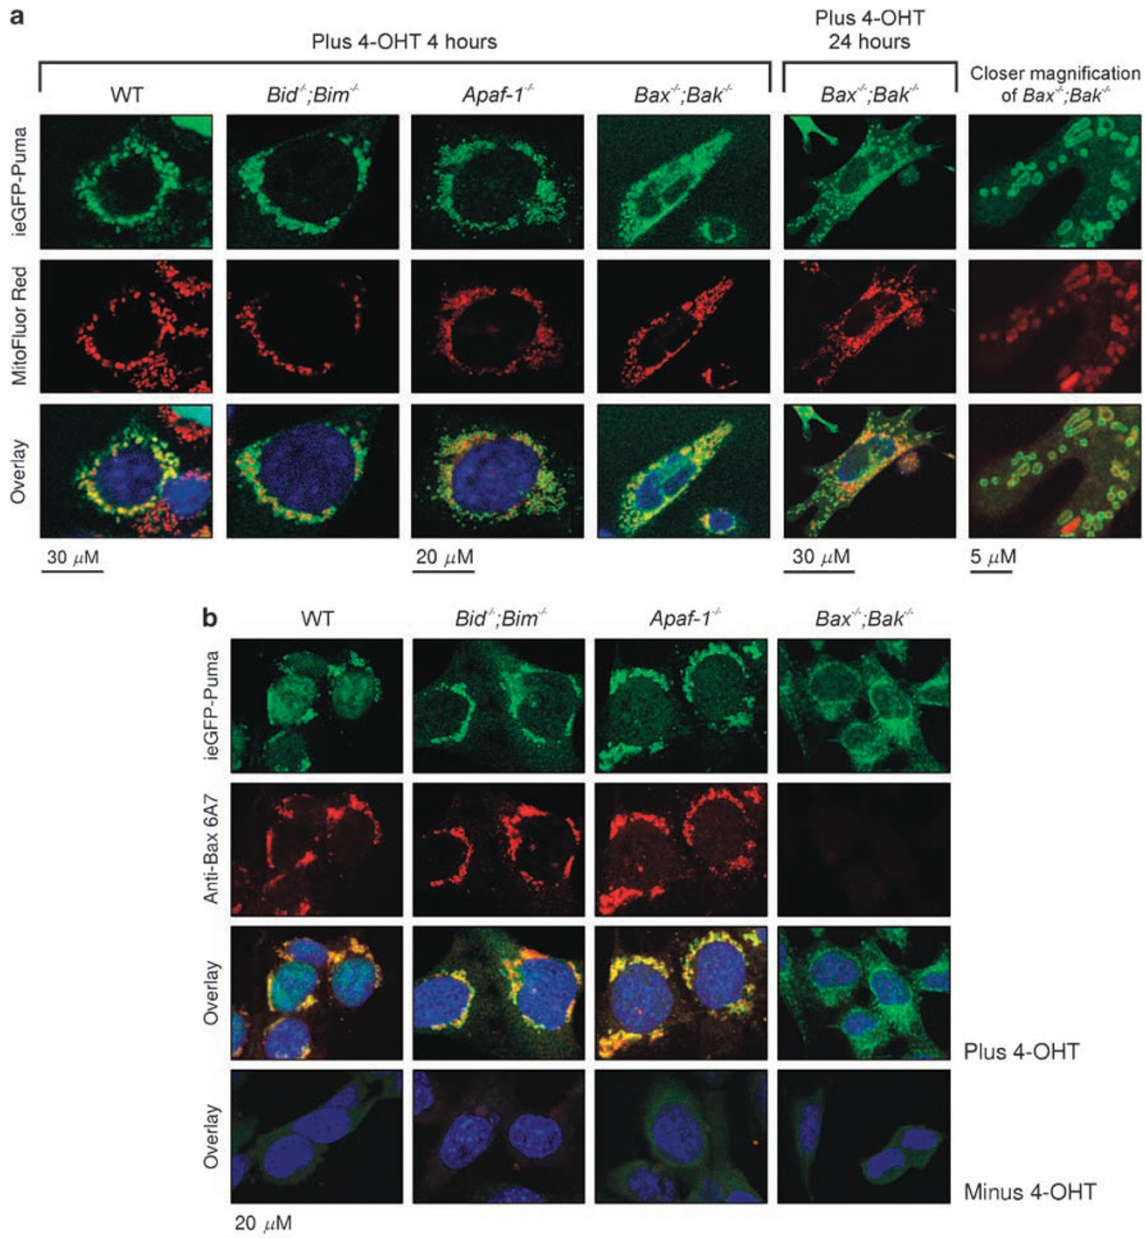 a
Plus 4-OHT 4 hours
Plus 4-OHT
24 hours
Closer magnification
of Bax-/-;Bak-/-
WT
Bid-/-;Bim-/-
Apaf-1-/-
Bax-/-;Bak-/-
Bax-/-;Bak-/-
ieGFP-Puma
MitoFluor Red
Overlay
30 µM
20 µM
30 µM
5 µM
b
WT
Bid-/-;Bim-/-
Apaf-1-/-
Bax-/-;Bak-/-
ieGFP-Puma
Anti-Bax 6A7
Overlay
Plus 4-OHT
Overlay
Minus 4-OHT
20 µM